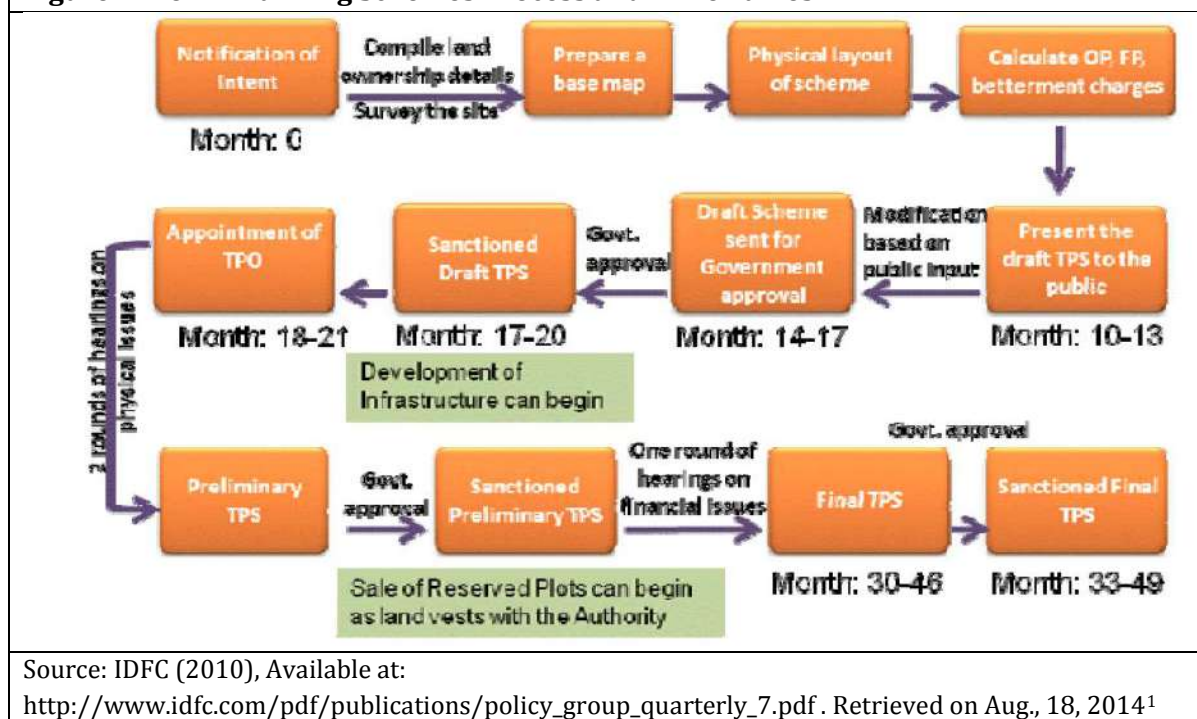 Notification of
Intent
Compile land
ownership details
Survey the site
Prepare a
base map
Physical layout
of scheme
Calculate OP, FP,
betterment charges
Month: 0
Appointment of
TPO
Sanctioned
Draft TPS
Govt.
approval
Draft Scheme
sent for
Government
approval
Modification
based on
public input
Present the
draft TPS to the
public
Month: 18-21
Month: 17-20
Month: 14-17
Month: 10-13
Development of
Infrastructure can begin
2 rounds of hearings on
physical issues
Preliminary
TPS
Govt.
approval
Sanctioned
Preliminary TPS
One round of
hearings on
financial issues
Final TPS
Govt. approval
Sanctioned Final
TPS
Month: 30-46
Month: 33-49
Sale of Reserved Plots can begin
as land vests with the Authority
Source: IDFC (2010), Available at:
http://www.idfc.com/pdf/publications/policy_group_quarterly_7.pdf . Retrieved on Aug., 18, 2014¹